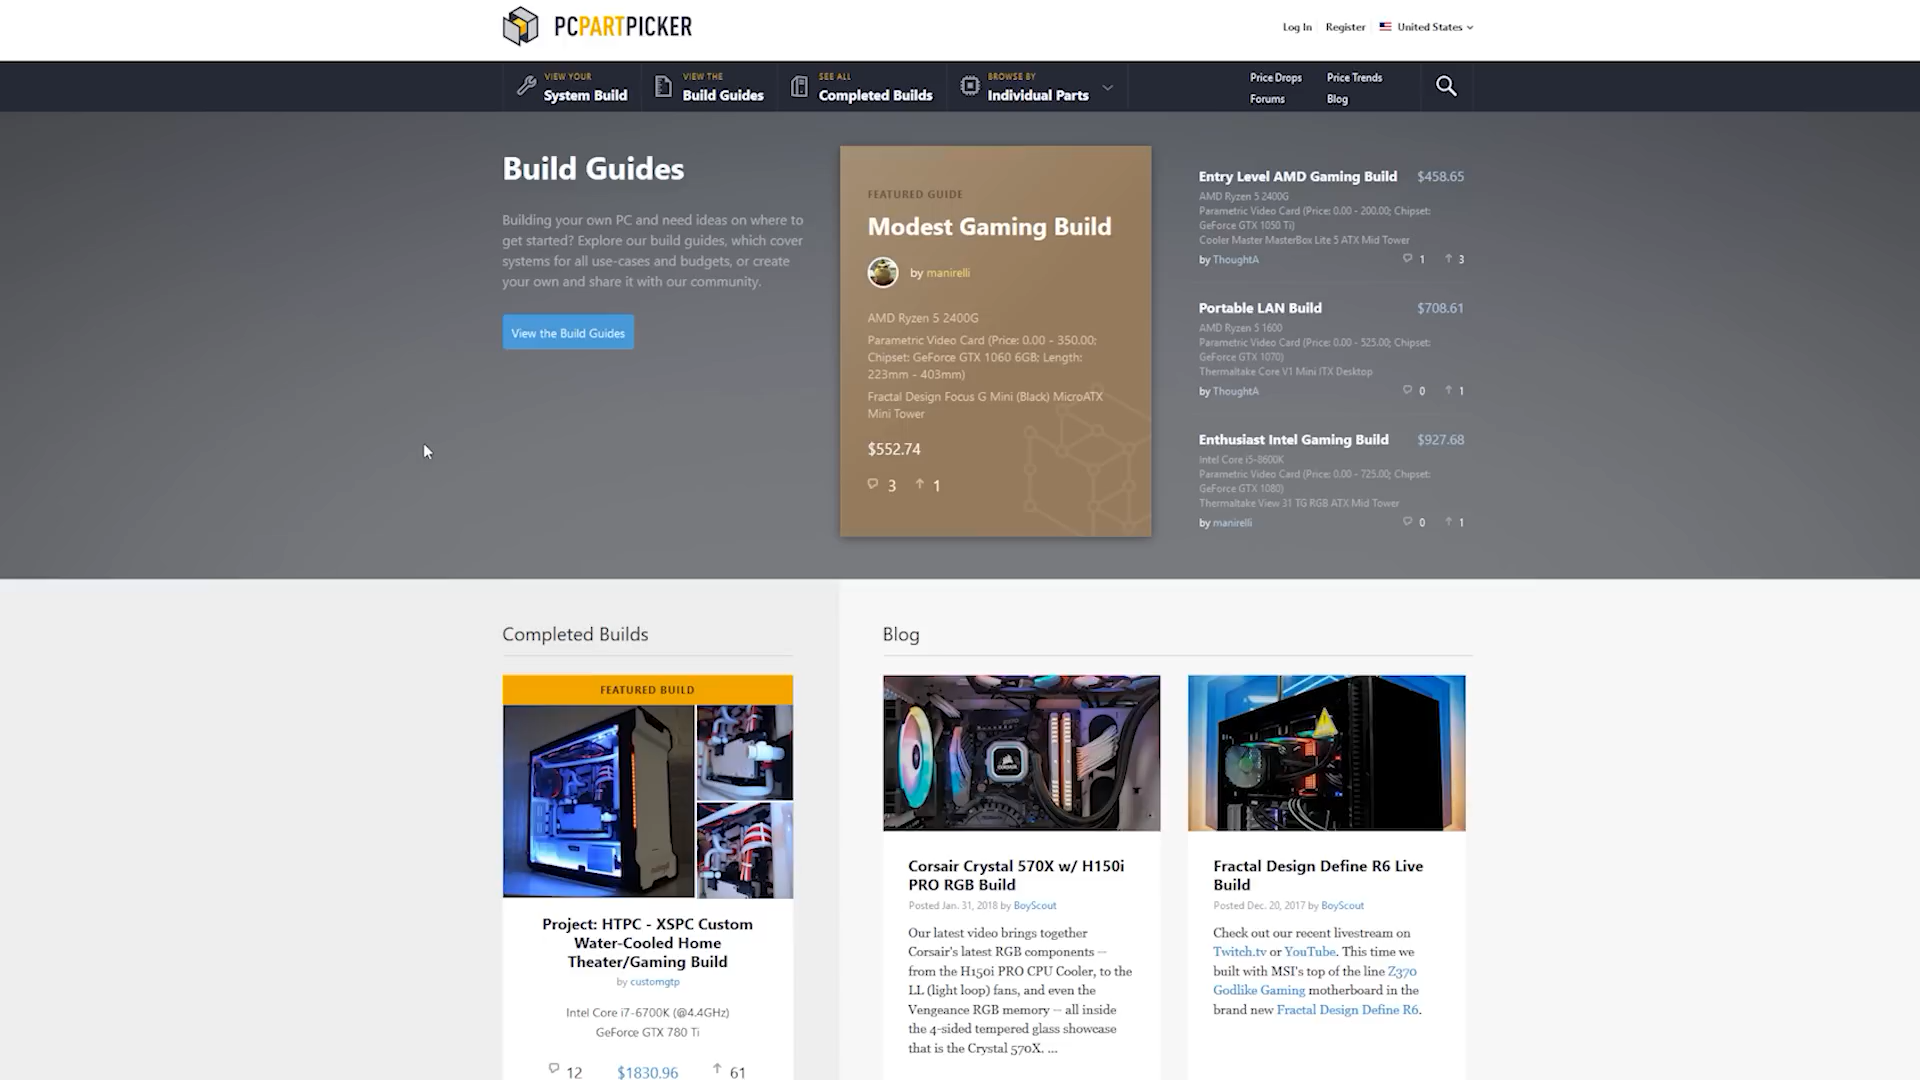 PCPARTPICKER
Log In Register United States
VIEW YOUR
System Build
VIEW THE
Build Guides
SEE ALL
Completed Builds
BROWSE BY
Individual Parts
Price Drops Price Trends
Forums Blog
Build Guides
Building your own PC and need ideas on where to
get started? Explore our build guides, which cover
systems for all use-cases and budgets, or create
your own and share it with our community.
View the Build Guides
FEATURED GUIDE
Modest Gaming Build
by manirelli
AMD Ryzen 5 2400G
Parametric Video Card (Price: 0.00 - 350.00;
Chipset: GeForce GTX 1060 6GB; Length:
223mm - 403mm)
Fractal Design Focus G Mini (Black) MicroATX
Mini Tower
$552.74
3 1
Entry Level AMD Gaming Build $458.65
AMD Ryzen 5 2400G
Parametric Video Card (Price: 0.00 - 200.00; Chipset:
GeForce GTX 1050 Ti)
Cooler Master MasterBox Lite 5 ATX Mid Tower
by ThoughtA 1 3
Portable LAN Build $708.61
AMD Ryzen 5 1600
Parametric Video Card (Price: 0.00 - 525.00; Chipset:
GeForce GTX 1070)
Thermaltake Core V1 Mini ITX Desktop
by ThoughtA 0 1
Enthusiast Intel Gaming Build $927.68
Intel Core i5-8600K
Parametric Video Card (Price: 0.00 - 725.00; Chipset:
GeForce GTX 1080)
Thermaltake View 31 TG RGB ATX Mid Tower
by manirelli 0 1
Completed Builds
FEATURED BUILD
Project: HTPC - XSPC Custom
Water-Cooled Home
Theater/Gaming Build
by customgtp
Intel Core i7-6700K (@4.4GHz)
GeForce GTX 780 Ti
12 $1830.96 61
Blog
Corsair Crystal 570X w/ H150i
PRO RGB Build
Posted Jan. 31, 2018 by BoyScout
Our latest video brings together
Corsair's latest RGB components --
from the H150i PRO CPU Cooler, to the
LL (light loop) fans, and even the
Vengeance RGB memory -- all inside
the 4-sided tempered glass showcase
that is the Crystal 570X. ...
Fractal Design Define R6 Live
Build
Posted Dec. 20, 2017 by BoyScout
Check out our recent livestream on
Twitch.tv or YouTube. This time we
built with MSI's top of the line Z370
Godlike Gaming motherboard in the
brand new Fractal Design Define R6.